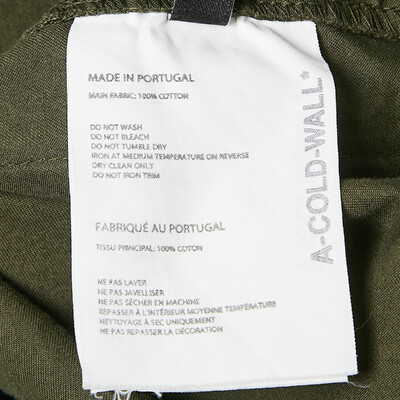 MADE IN PORTUGAL
MAIN FABRIC: 100% COTTON
DO NOT WASH
DO NOT BLEACH
DO NOT TUMBLE DRY
IRON AT MEDIUM TEMPERATURE ON REVERSE
DRY CLEAN ONLY
DO NOT IRON TRIM
FABRIQUÉ AU PORTUGAL
TISSU PRINCIPAL: 100% COTON
NE PAS LAVER
NE PAS JAVELLISER
NE PAS SÉCHER EN MACHINE
REPASSER À L'INTÉRIEUR MOYENNE TEMPÉRATURE
NETTOYAGE À SEC UNIQUEMENT
NE PAS REPASSER LA DÉCORATION
A-COLD-WALL*